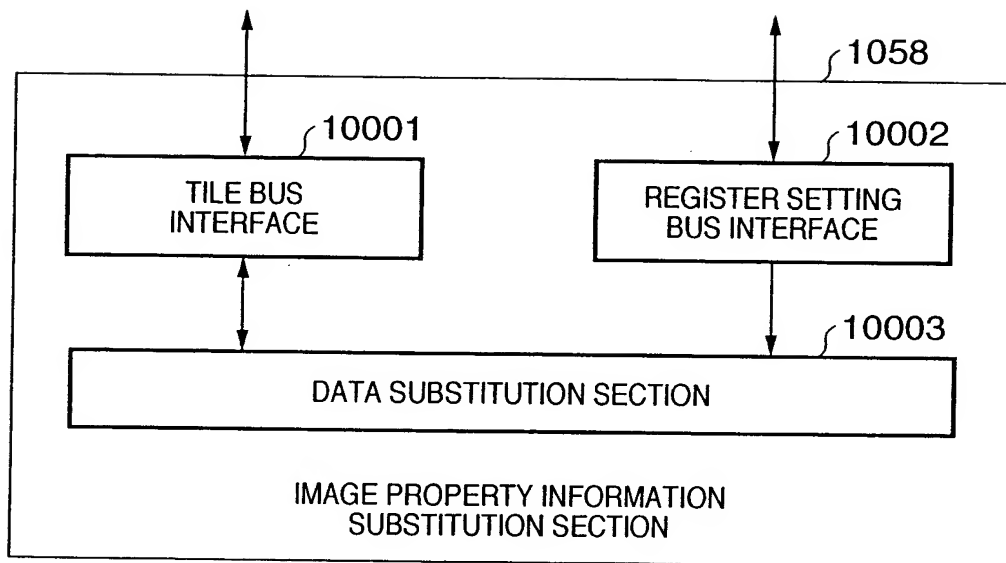 1058
10001
10002
TILE BUS
INTERFACE
REGISTER SETTING
BUS INTERFACE
10003
DATA SUBSTITUTION SECTION
IMAGE PROPERTY INFORMATION
SUBSTITUTION SECTION